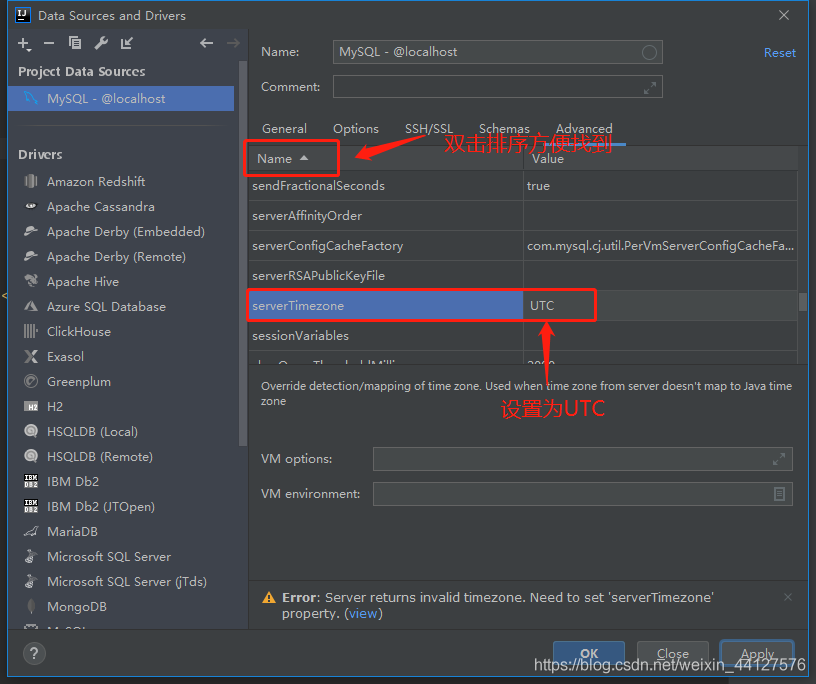 Data Sources and Drivers
Project Data Sources
MySQL - @localhost
Drivers
Amazon Redshift
Apache Cassandra
Apache Derby (Embedded)
Apache Derby (Remote)
Apache Hive
Azure SQL Database
ClickHouse
Exasol
Greenplum
H2
HSQLDB (Local)
HSQLDB (Remote)
IBM Db2
IBM Db2 (JTOpen)
MariaDB
Microsoft SQL Server
Microsoft SQL Server (jTds)
MongoDB
MySQL
Name: MySQL - @localhost
Reset
Comment:
General Options SSH/SSL Schemas Advanced
双击排序方便找到
Name Value
sendFractionalSeconds true
serverAffinityOrder
serverConfigCacheFactory com.mysql.cj.util.PerVmServerConfigCacheFa...
serverRSAPublicKeyFile
serverTimezone UTC
sessionVariables
Override detection/mapping of time zone. Used when time zone from server doesn't map to Java time
zone
设置为UTC
VM options:
VM environment:
Error: Server returns invalid timezone. Need to set 'serverTimezone'
property. (view)
? OK Close Apply
https://blog.csdn.net/weixin_44127576